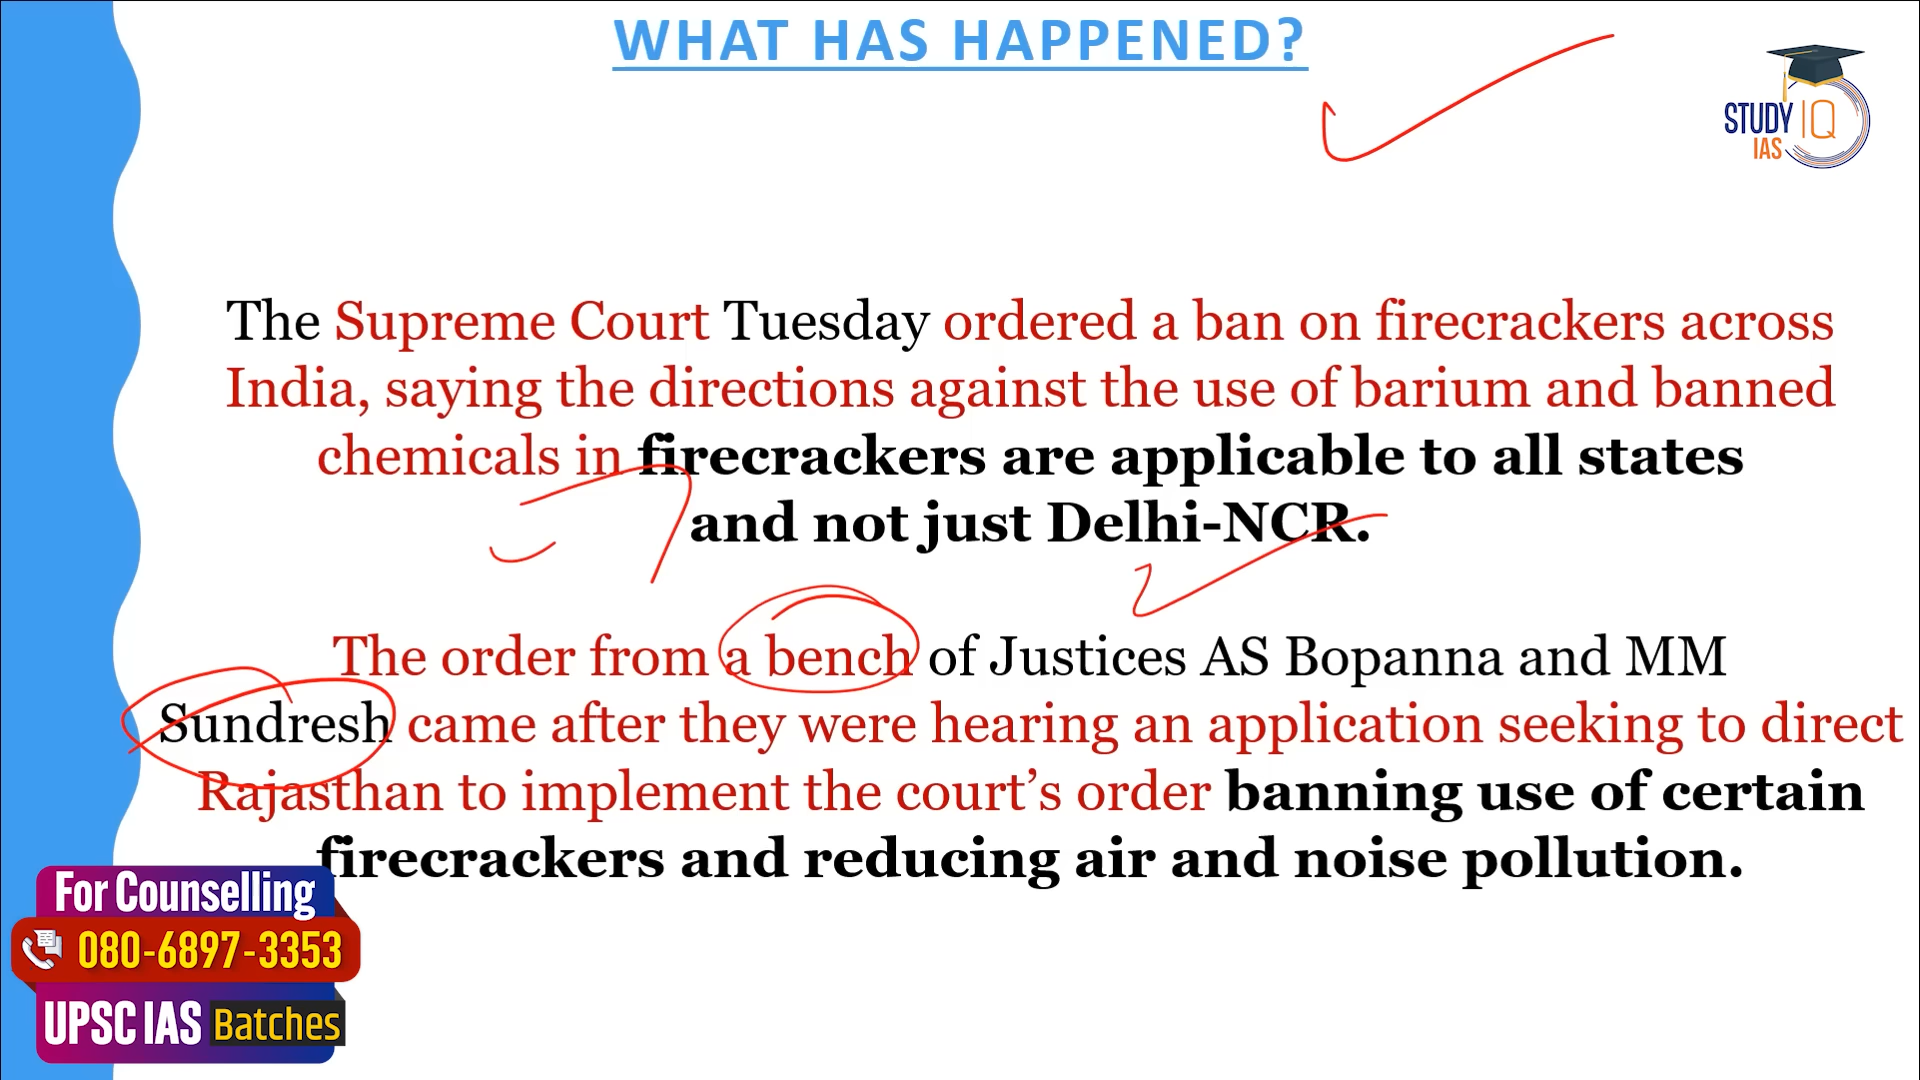 WHAT HAS HAPPENED?
STUDY IQ
IAS
The Supreme Court Tuesday ordered a ban on firecrackers across
India, saying the directions against the use of barium and banned
chemicals in firecrackers are applicable to all states
and not just Delhi-NCR.
The order from a bench of Justices AS Bopanna and MM
Sundresh came after they were hearing an application seeking to direct
Rajasthan to implement the court’s order banning use of certain
firecrackers and reducing air and noise pollution.
For Counselling
080-6897-3353
UPSC IAS Batches